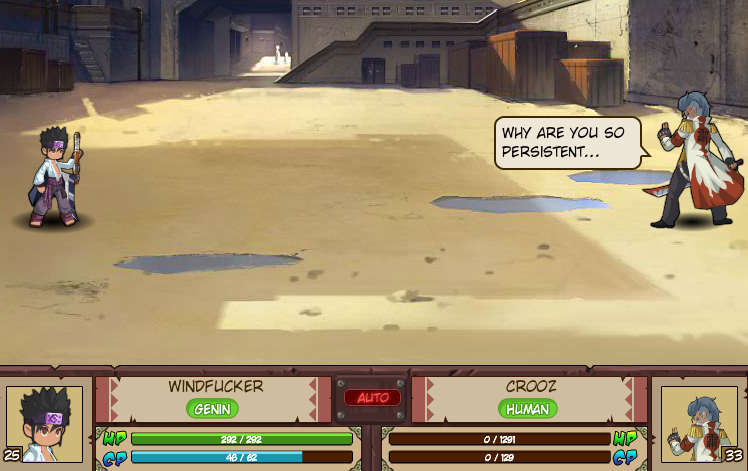 WHY ARE YOU SO
PERSISTENT...
WINDFUCKER
GENIN
AUTO
CROOZ
HUMAN
HP
292 / 292
0 / 1291
HP
25
CP
46 / 62
0 / 129
CP
33